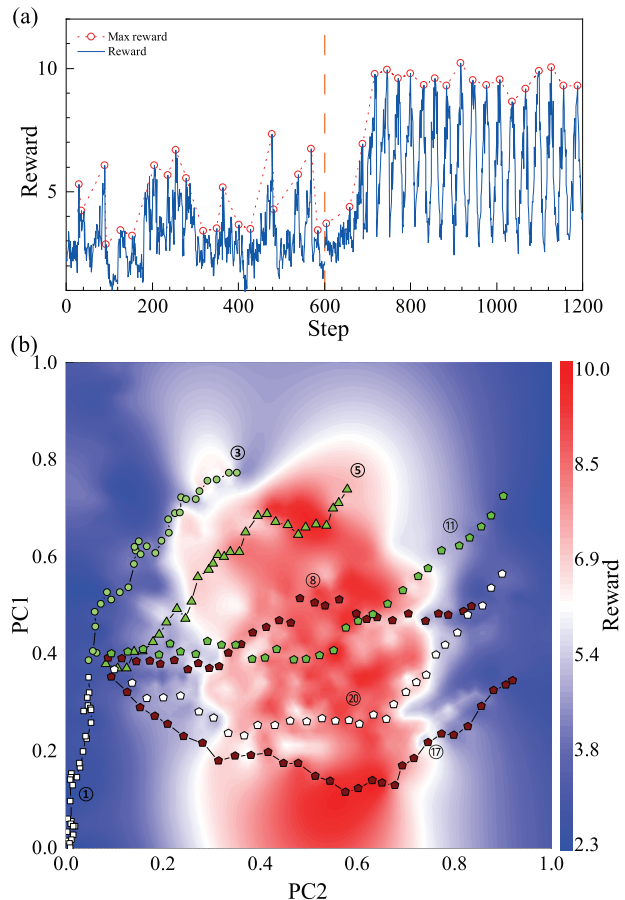 (a)
Max reward
Reward
10
5
Reward
0 200 400 600 800 1000 1200
Step
(b)
1.0
0.8
0.6
0.4
0.2
0.0
PC1
③
⑤
⑪
⑧
⑳
⑰
①
0.0 0.2 0.4 0.6 0.8 1.0
PC2
10.0
8.5
6.9
5.4
3.8
2.3
Reward